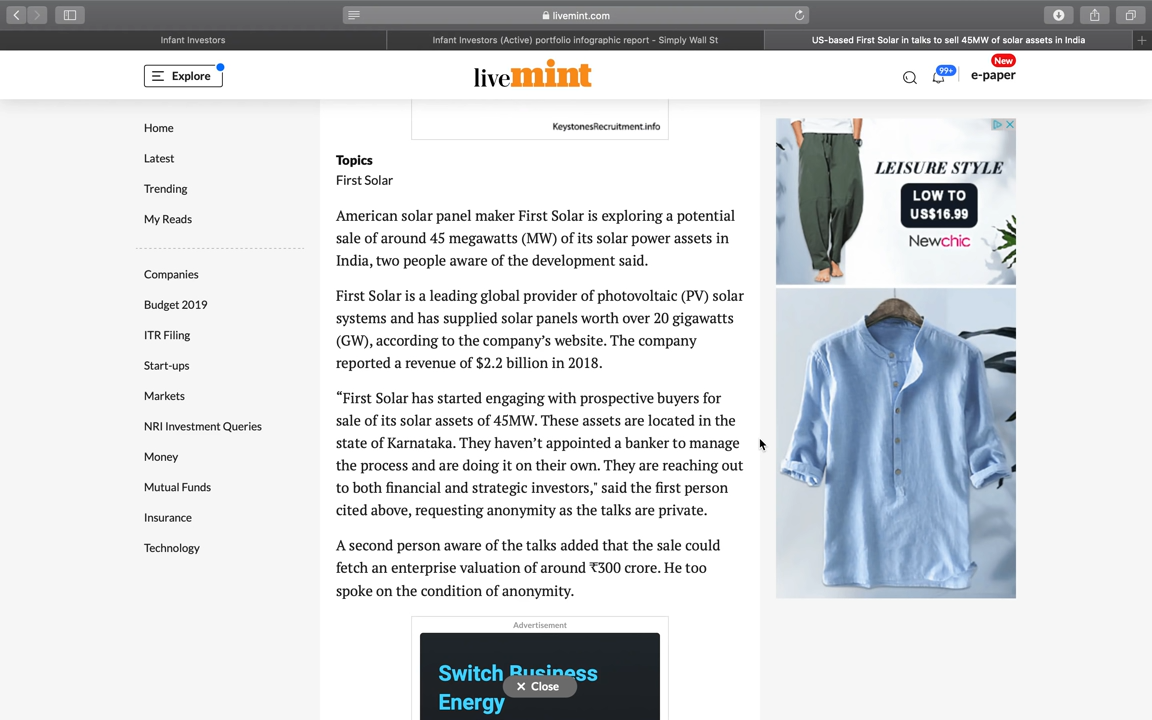 livemint.com
Infant Investors
Infant Investors (Active) portfolio infographic report - Simply Wall St
US-based First Solar in talks to sell 45MW of solar assets in India
Explore
livemint
99+
New
e-paper
Home
Latest
Trending
My Reads
Companies
Budget 2019
ITR Filing
Start-ups
Markets
NRI Investment Queries
Money
Mutual Funds
Insurance
Technology
KeystonesRecruitment.info
Topics
First Solar
American solar panel maker First Solar is exploring a potential
sale of around 45 megawatts (MW) of its solar power assets in
India, two people aware of the development said.
First Solar is a leading global provider of photovoltaic (PV) solar
systems and has supplied solar panels worth over 20 gigawatts
(GW), according to the company’s website. The company
reported a revenue of $2.2 billion in 2018.
“First Solar has started engaging with prospective buyers for
sale of its solar assets of 45MW. These assets are located in the
state of Karnataka. They haven’t appointed a banker to manage
the process and are doing it on their own. They are reaching out
to both financial and strategic investors," said the first person
cited above, requesting anonymity as the talks are private.
A second person aware of the talks added that the sale could
fetch an enterprise valuation of around ₹300 crore. He too
spoke on the condition of anonymity.
Advertisement
Switch Business
Energy
Close
LEISURE STYLE
LOW TO
US$16.99
Newchic